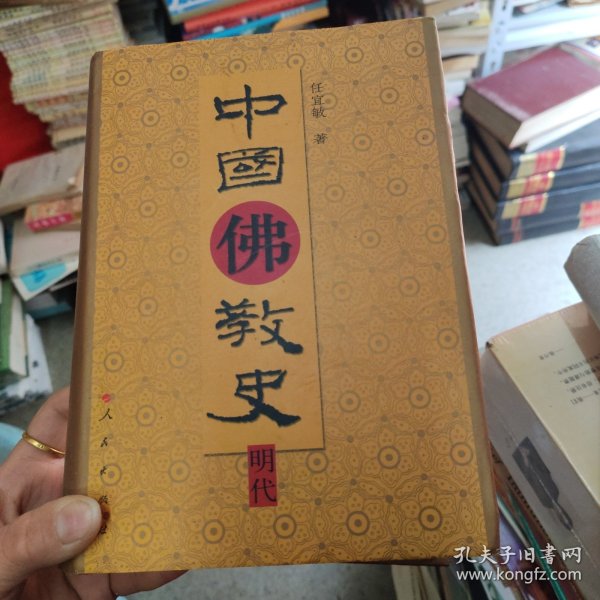 中國佛教史
明代
任宜敏 著
人民出版社
孔夫子旧书网
www.kongfz.com